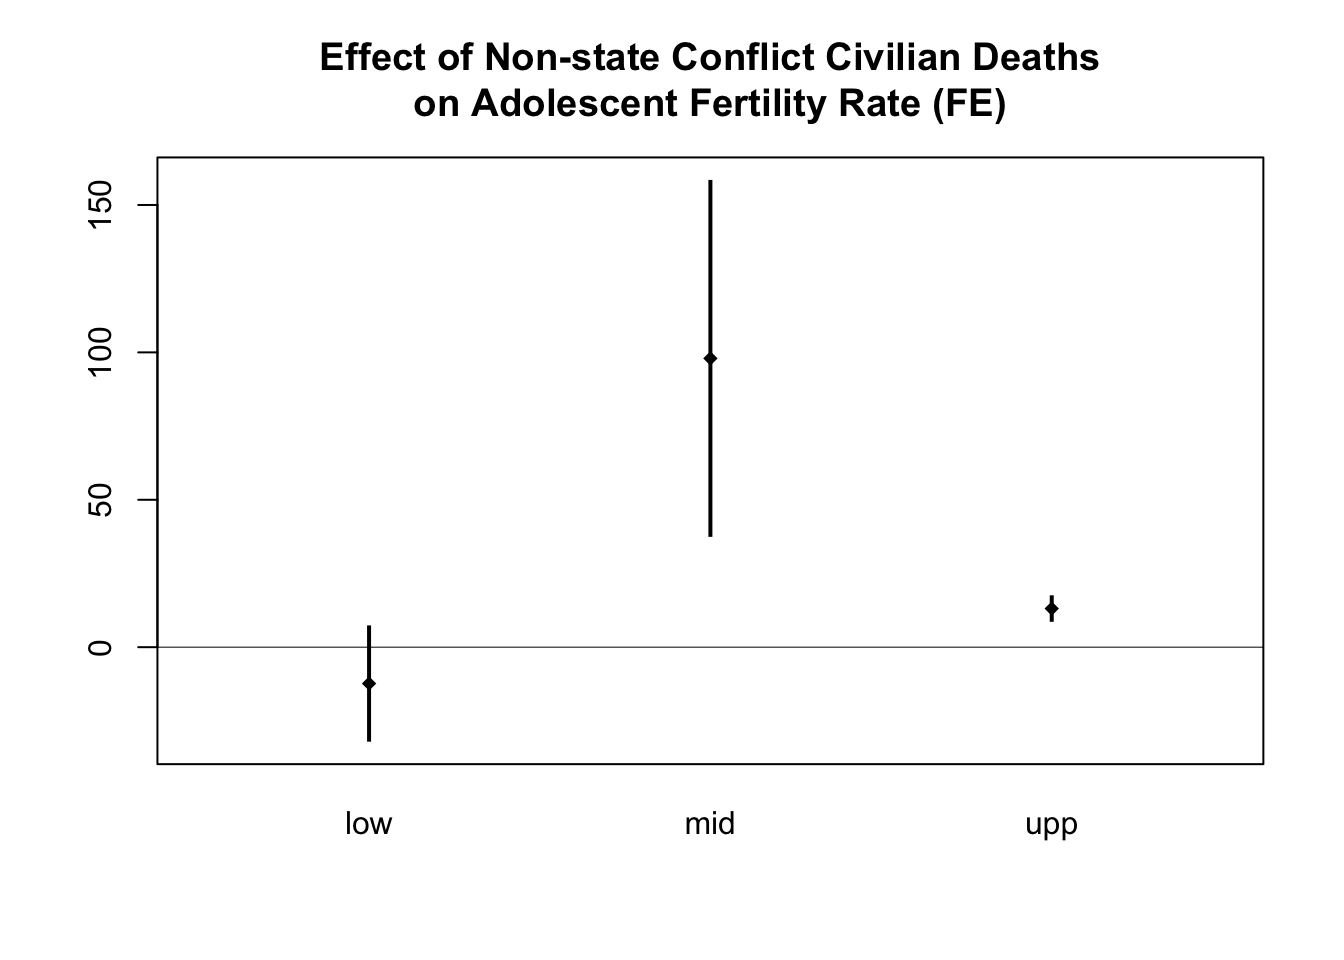 Effect of Non-state Conflict Civilian Deaths
on Adolescent Fertility Rate (FE)
150
100
50
0
low mid upp